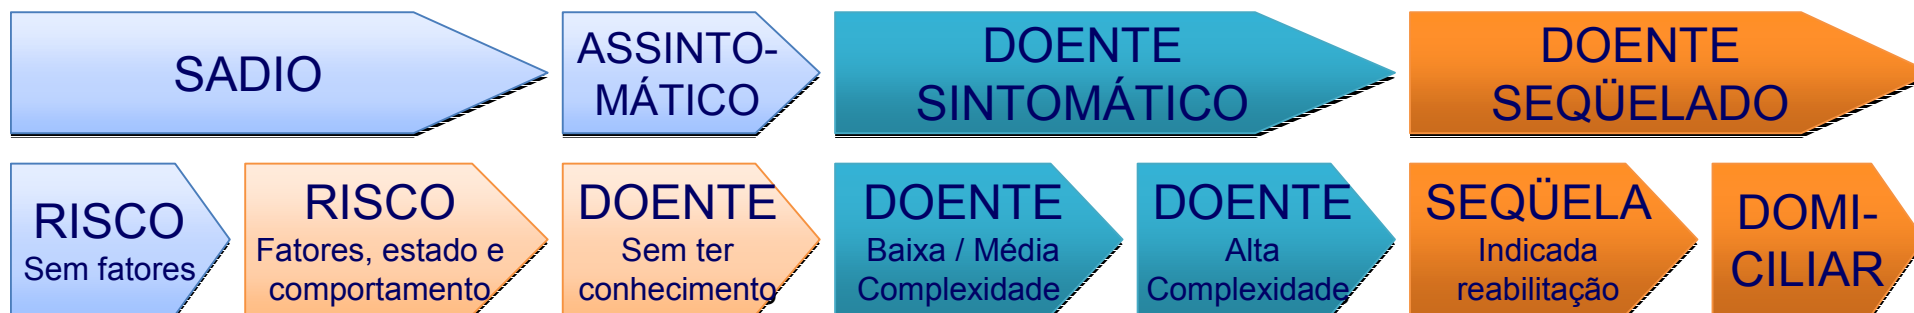 SADIO
ASSINTO-
MÁTICO
DOENTE
SINTOMÁTICO
DOENTE
SEQÜELADO
RISCO
Sem fatores
RISCO
Fatores, estado e
comportamento
DOENTE
Sem ter
conhecimento
DOENTE
Baixa / Média
Complexidade
DOENTE
Alta
Complexidade
SEQÜELA
Indicada
reabilitação
DOMI-
CILIAR